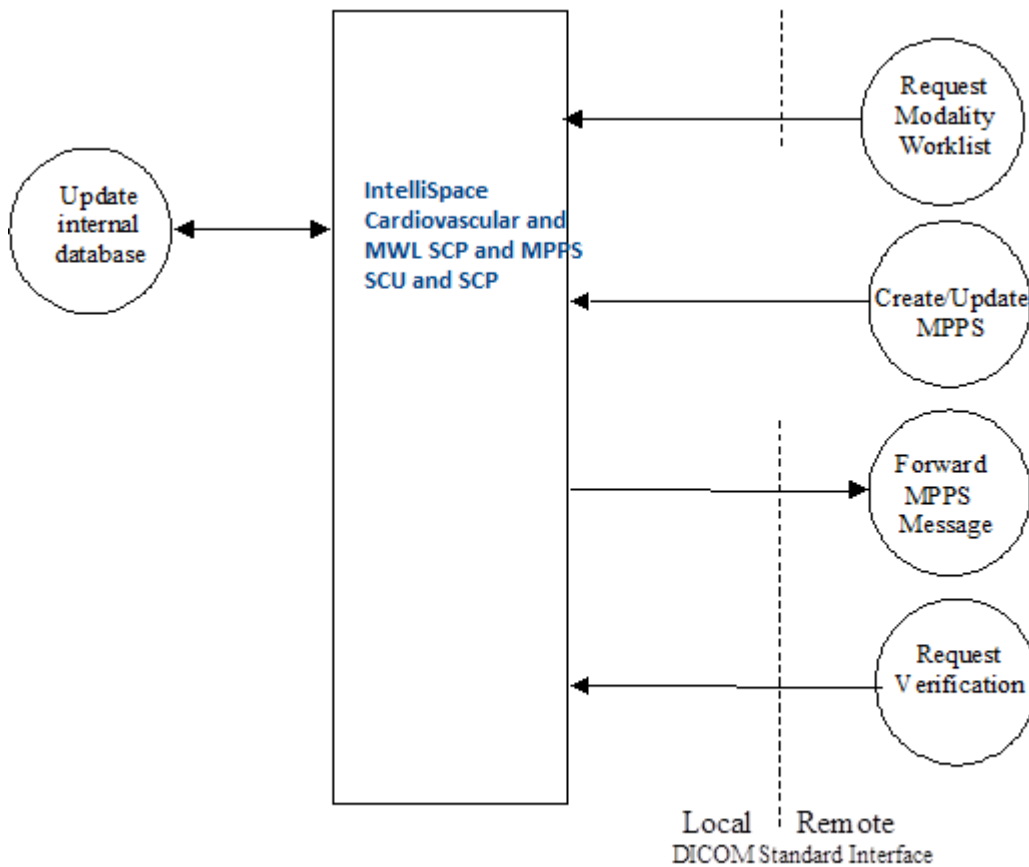 Request
Modality
Worklist
Update
internal
database
IntelliSpace
Cardiovascular and
MWL SCP and MPPS
SCU and SCP
Create/Update
MPPS
Forward
MPPS
Message
Request
Verification
Local Remote
DICOM Standard Interface